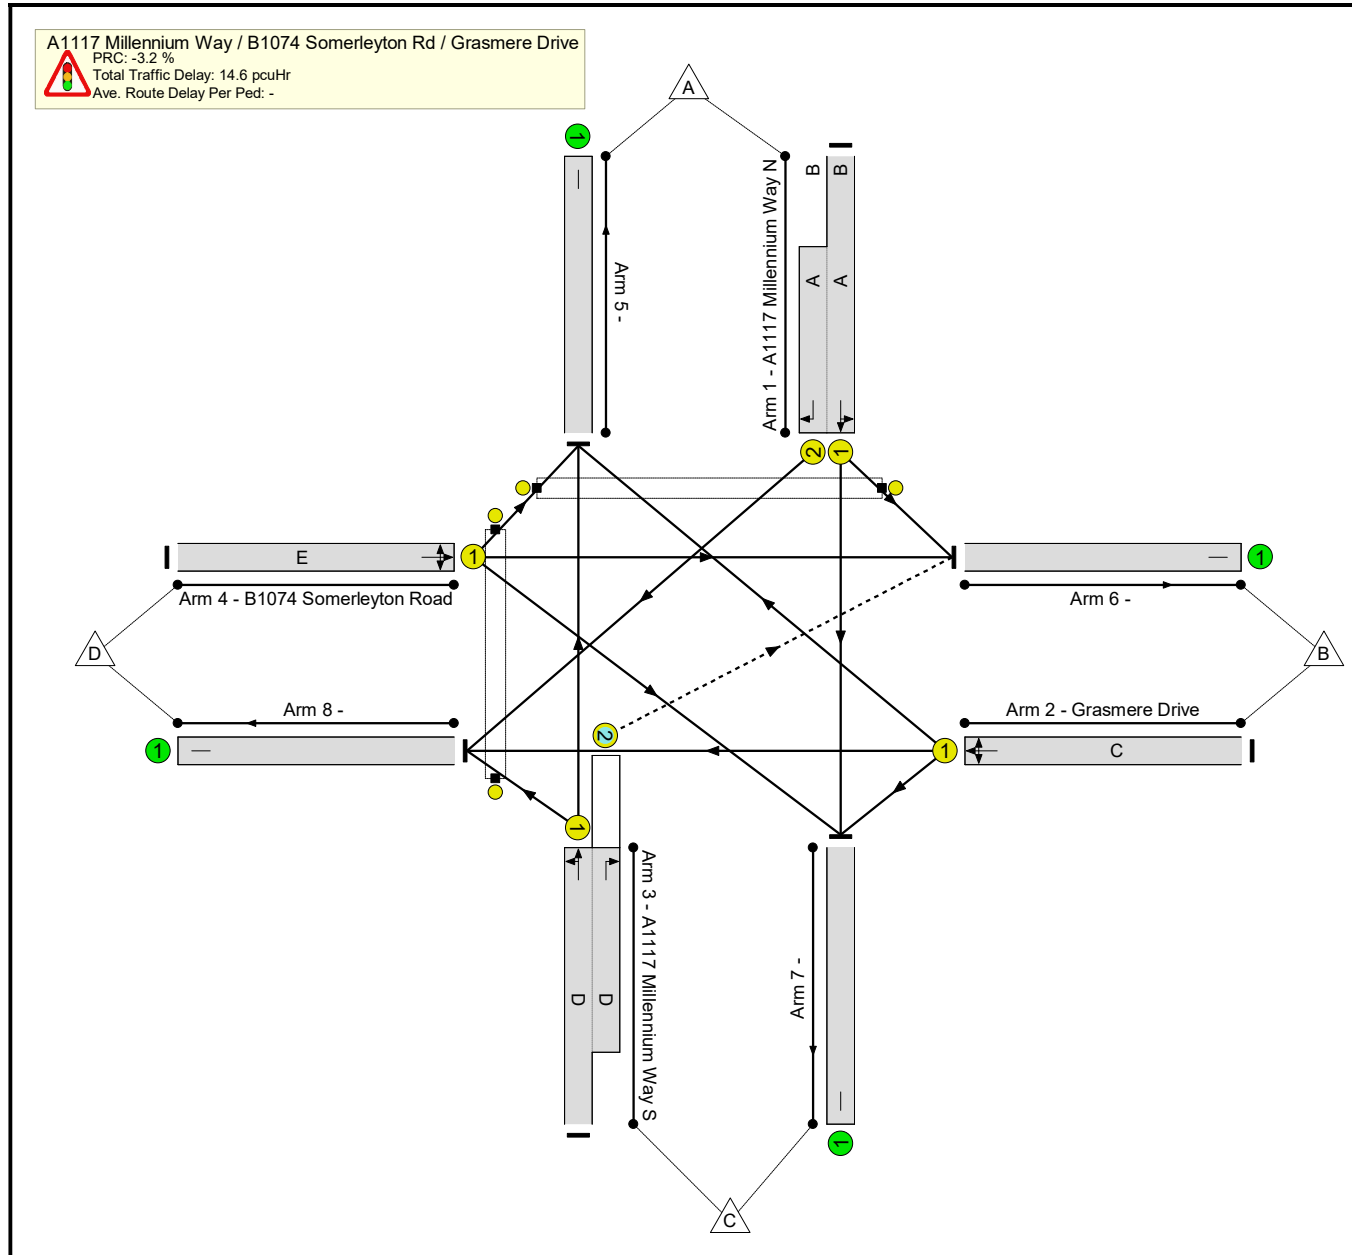 A1117 Millennium Way / B1074 Somerleyton Rd / Grasmere Drive
PRC: -3.2 %
Total Traffic Delay: 14.6 pcuHr
Ave. Route Delay Per Ped: -
A
1
Arm 5 -
Arm 1 - A1117 Millennium Way N
B
B
A
A
2
1
E
1
Arm 4 - B1074 Somerleyton Road
1
Arm 6 -
D
B
Arm 8 -
1
2
Arm 2 - Grasmere Drive
1
C
1
D
D
Arm 3 - A1117 Millennium Way S
Arm 7 -
1
C